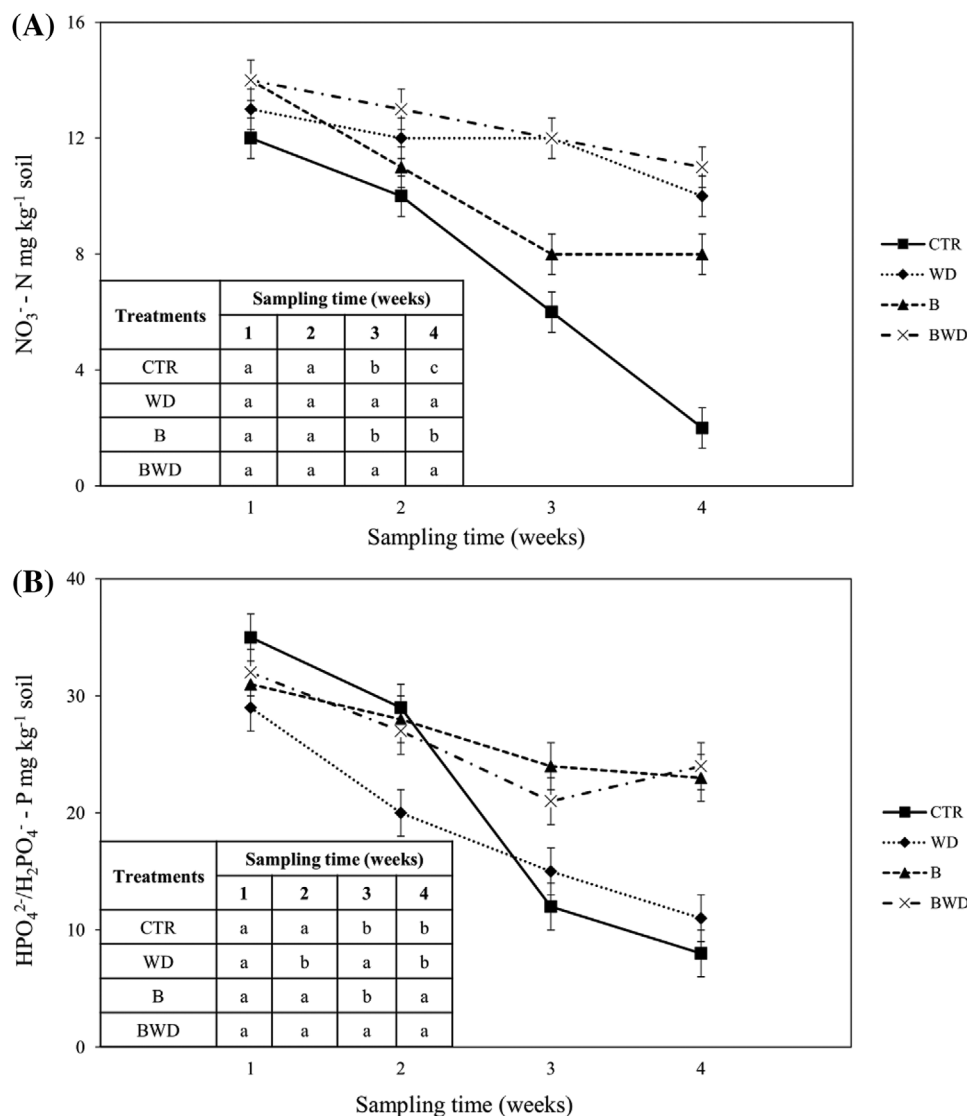 (A)
16
12
8
4
0
NO₃⁻ - N mg kg⁻¹ soil
CTR
WD
B
BWD
Treatments Sampling time (weeks)
1 2 3 4
CTR a a b c
WD a a a a
B a a b b
BWD a a a a
1 2 3 4
Sampling time (weeks)
(B)
40
30
20
10
0
HPO₄²⁻/H₂PO₄⁻ - P mg kg⁻¹ soil
CTR
WD
B
BWD
Treatments Sampling time (weeks)
1 2 3 4
CTR a a b b
WD a b a b
B a a b a
BWD a a a a
1 2 3 4
Sampling time (weeks)